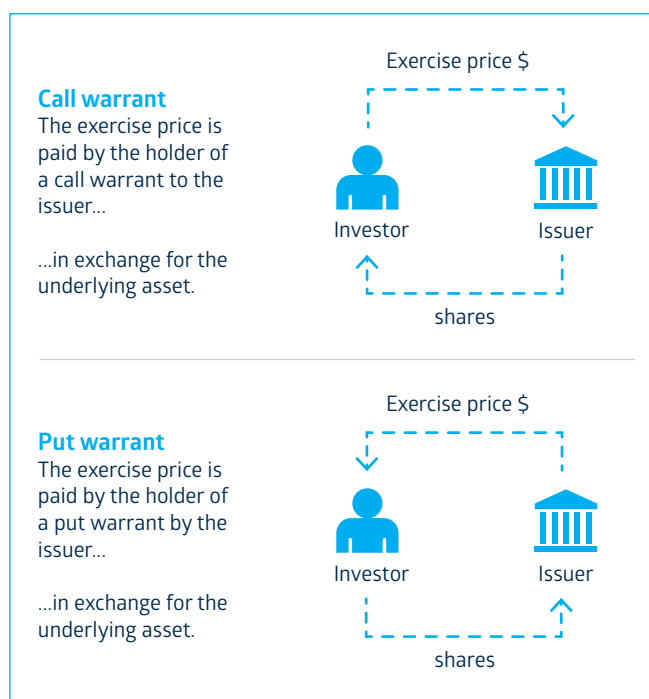 Call warrant
The exercise price is
paid by the holder of
a call warrant to the
issuer...
...in exchange for the
underlying asset.
Exercise price $
Investor
Issuer
shares
Put warrant
The exercise price is
paid by the holder of
a put warrant by the
issuer...
...in exchange for the
underlying asset.
Exercise price $
Investor
Issuer
shares